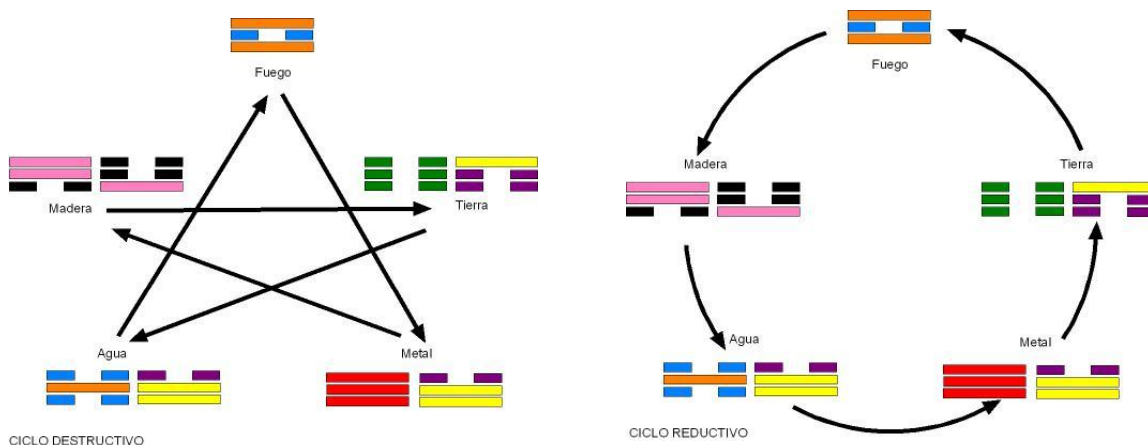 Fuego
Madera
Tierra
Agua
Metal
CICLO DESTRUCTIVO
Fuego
Madera
Tierra
Agua
Metal
CICLO REDUCTIVO